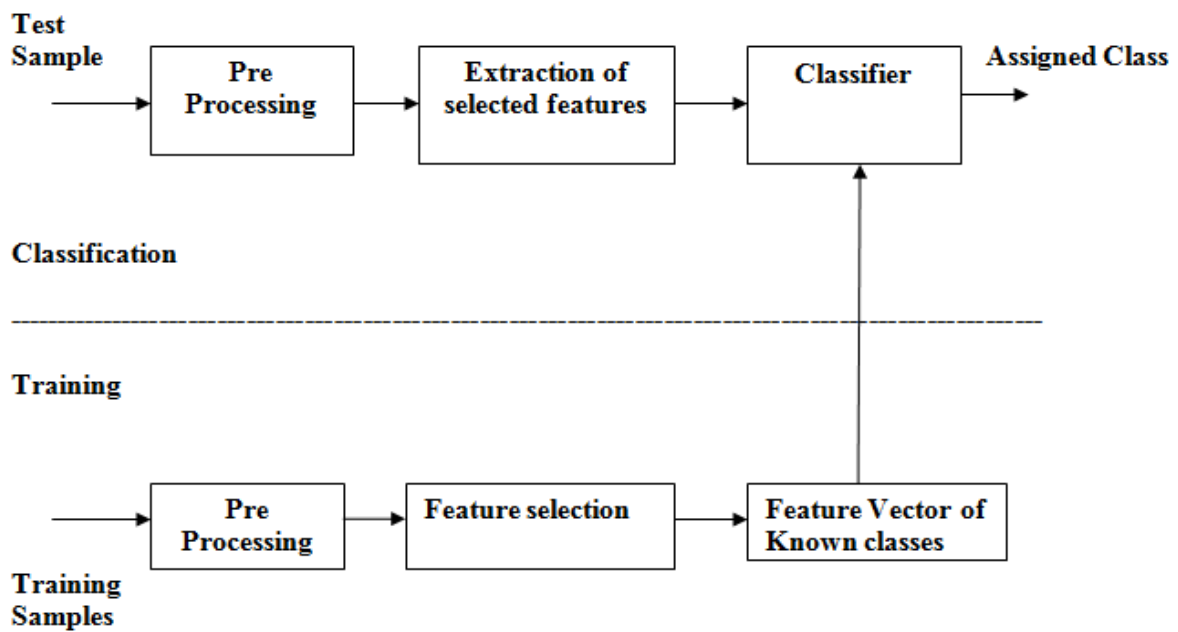 Test
Sample
Pre
Processing
Extraction of
selected features
Classifier
Assigned Class
Classification
Training
Pre
Processing
Feature selection
Feature Vector of
Known classes
Training
Samples